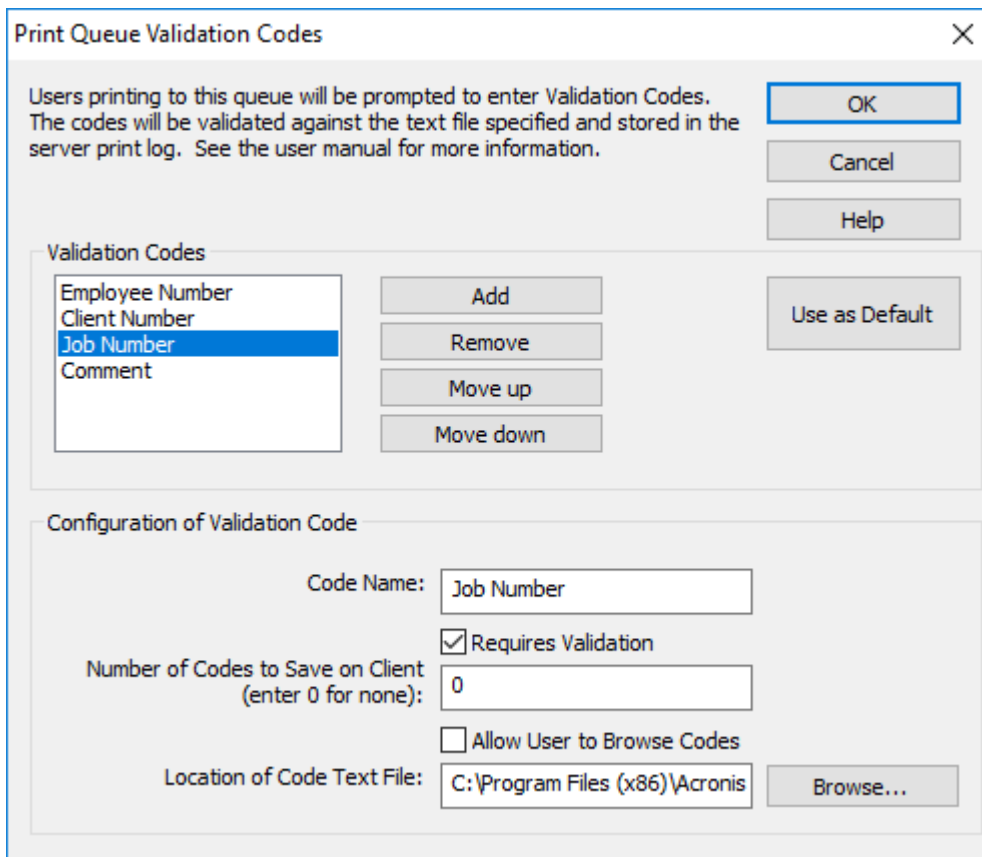 Print Queue Validation Codes
Users printing to this queue will be prompted to enter Validation Codes.
The codes will be validated against the text file specified and stored in the
server print log.  See the user manual for more information.
OK
Cancel
Help
Validation Codes
Employee Number
Client Number
Job Number
Comment
Add
Remove
Move up
Move down
Use as Default
Configuration of Validation Code
Code Name:
Job Number
Requires Validation
Number of Codes to Save on Client
(enter 0 for none):
0
Allow User to Browse Codes
Location of Code Text File:
C:\Program Files (x86)\Acronis
Browse...